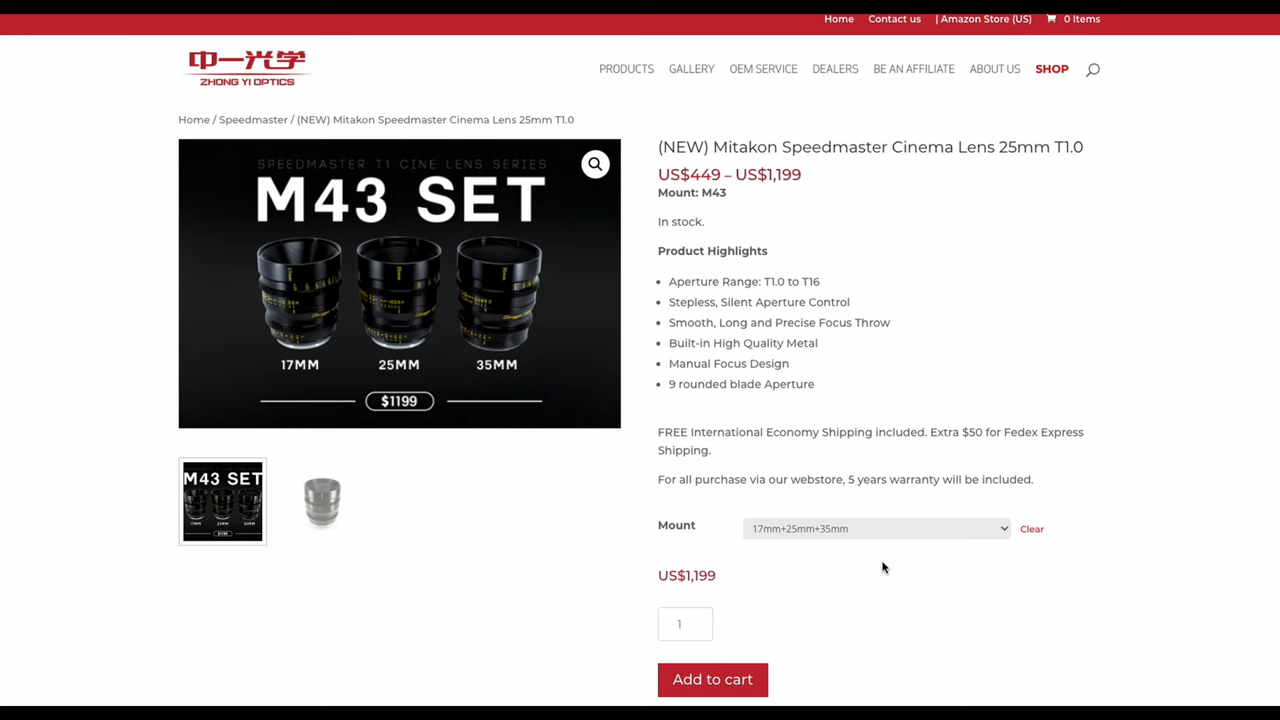 Home Contact us | Amazon Store (US) 0 Items
中一光学
ZHONG YI OPTICS
PRODUCTS GALLERY OEM SERVICE DEALERS BE AN AFFILIATE ABOUT US SHOP
Home / Speedmaster / (NEW) Mitakon Speedmaster Cinema Lens 25mm T1.0
SPEEDMASTER T1 CINE LENS SERIES
M43 SET
17MM 25MM 35MM
$1199
M43 SET
(NEW) Mitakon Speedmaster Cinema Lens 25mm T1.0
US$449 – US$1,199
Mount: M43
In stock.
Product Highlights
• Aperture Range: T1.0 to T16
• Stepless, Silent Aperture Control
• Smooth, Long and Precise Focus Throw
• Built-in High Quality Metal
• Manual Focus Design
• 9 rounded blade Aperture
FREE International Economy Shipping included. Extra $50 for Fedex Express
Shipping.
For all purchase via our webstore, 5 years warranty will be included.
Mount 17mm+25mm+35mm Clear
US$1,199
1
Add to cart